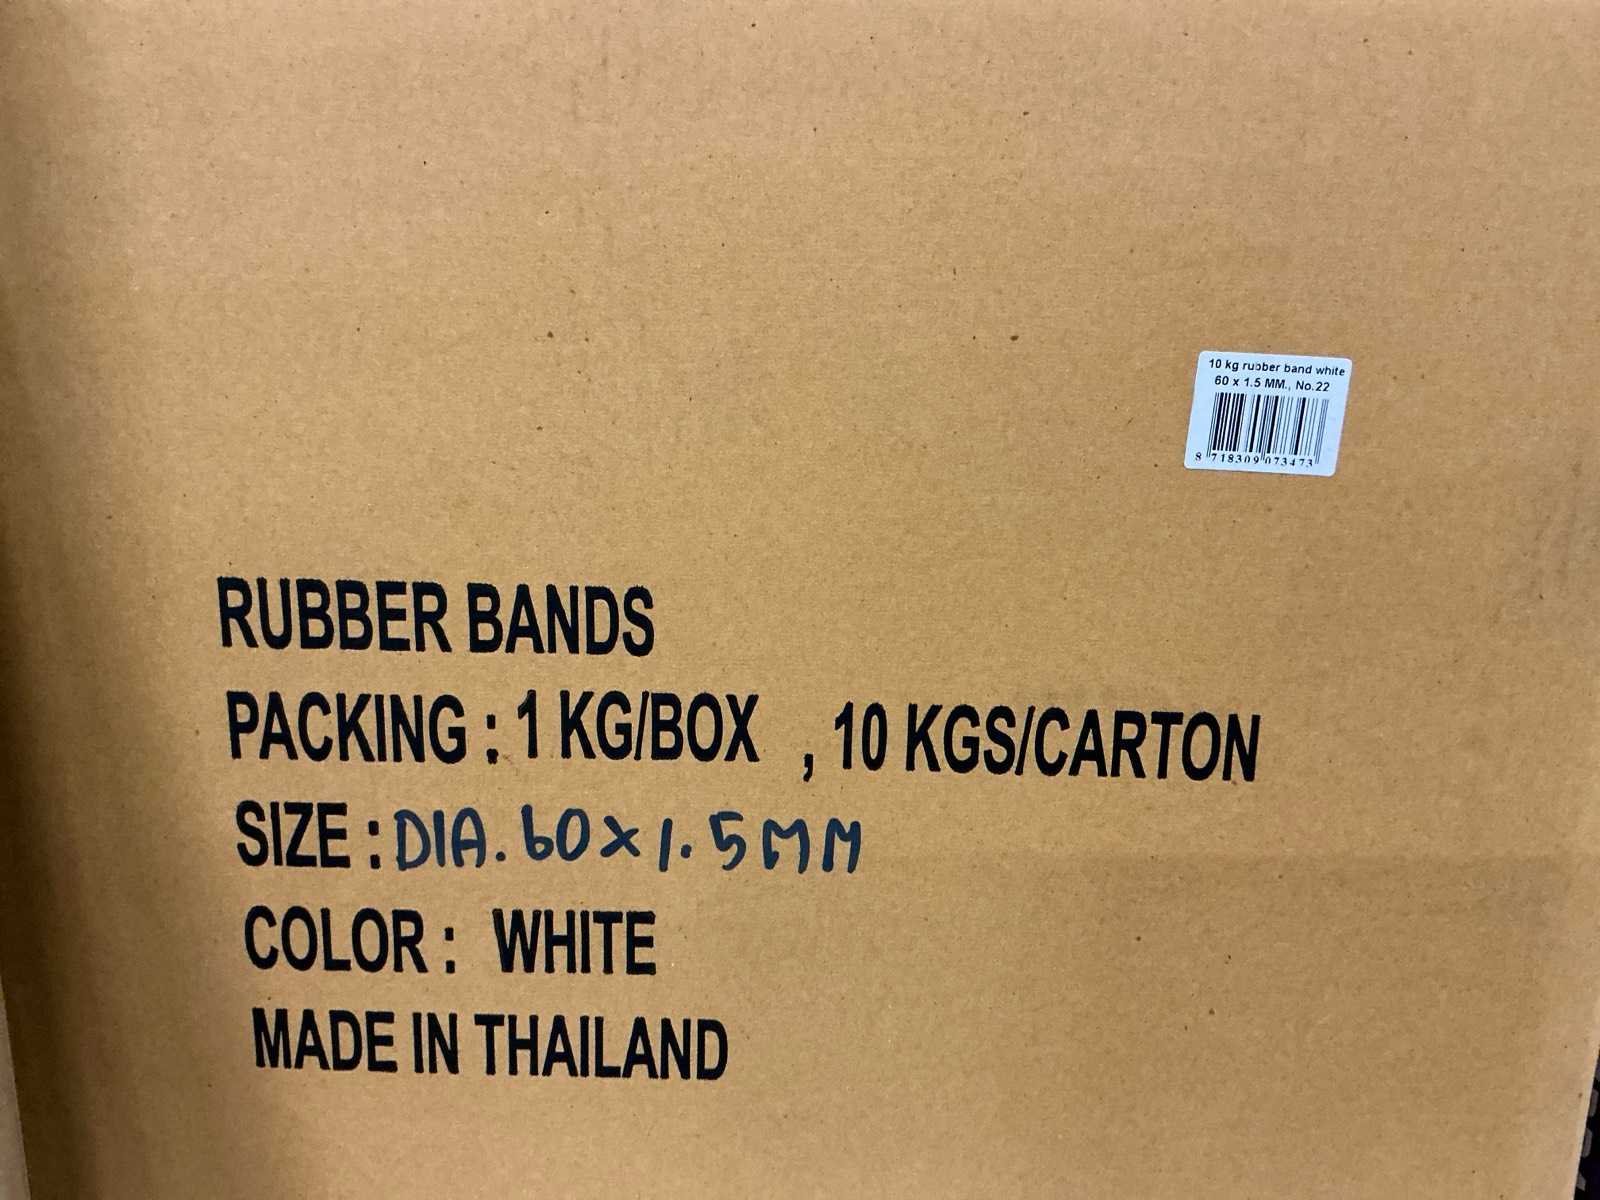 10 kg rubber band white
60 x 1.5 MM., No.22
8 718309 073473
RUBBER BANDS
PACKING : 1 KG/BOX , 10 KGS/CARTON
SIZE : DIA. 60 x 1.5 MM
COLOR : WHITE
MADE IN THAILAND